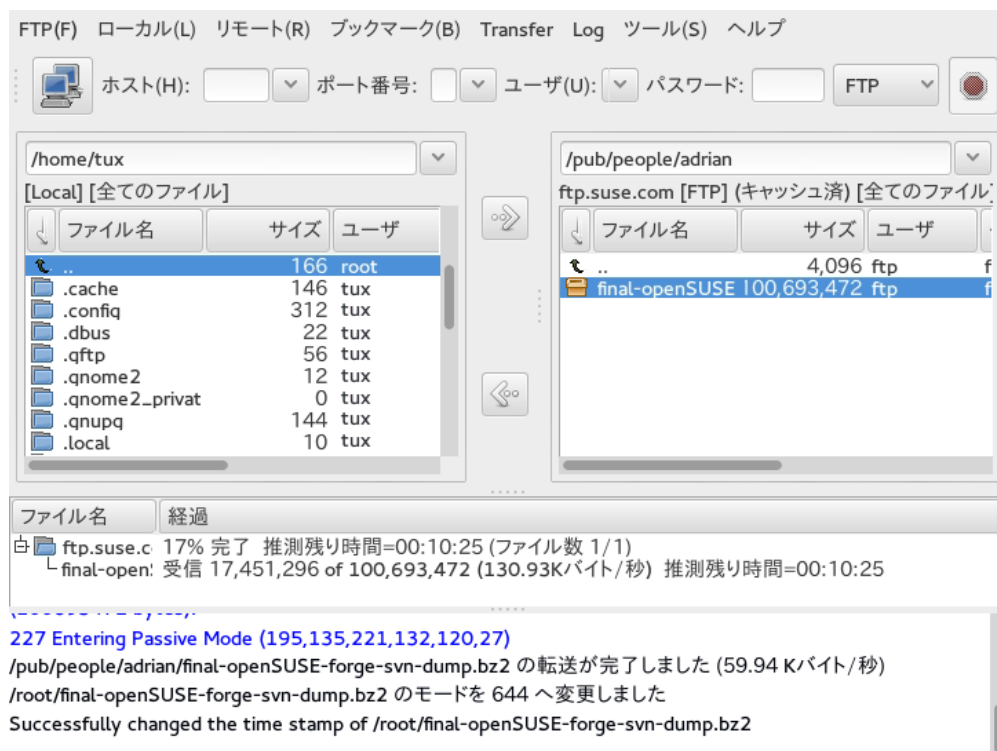 FTP(F) ローカル(L) リモート(R) ブックマーク(B) Transfer Log ツール(S) ヘルプ
ホスト(H): ポート番号: ユーザ(U): パスワード: FTP
/home/tux
[Local] [全てのファイル]
ファイル名 サイズ ユーザ
.. 166 root
.cache 146 tux
.config 312 tux
.dbus 22 tux
.gftp 56 tux
.gnome2 12 tux
.gnome2_privat 0 tux
.gnupg 144 tux
.local 10 tux
/pub/people/adrian
ftp.suse.com [FTP] (キャッシュ済) [全てのファイル]
ファイル名 サイズ ユーザ
.. 4,096 ftp f
final-openSUSE 100,693,472 ftp f
ファイル名 経過
ftp.suse.c 17% 完了 推測残り時間=00:10:25 (ファイル数 1/1)
final-open 受信 17,451,296 of 100,693,472 (130.93Kバイト/秒) 推測残り時間=00:10:25
227 Entering Passive Mode (195,135,221,132,120,27)
/pub/people/adrian/final-openSUSE-forge-svn-dump.bz2 の転送が完了しました (59.94 Kバイト/秒)
/root/final-openSUSE-forge-svn-dump.bz2 のモードを 644 へ変更しました
Successfully changed the time stamp of /root/final-openSUSE-forge-svn-dump.bz2